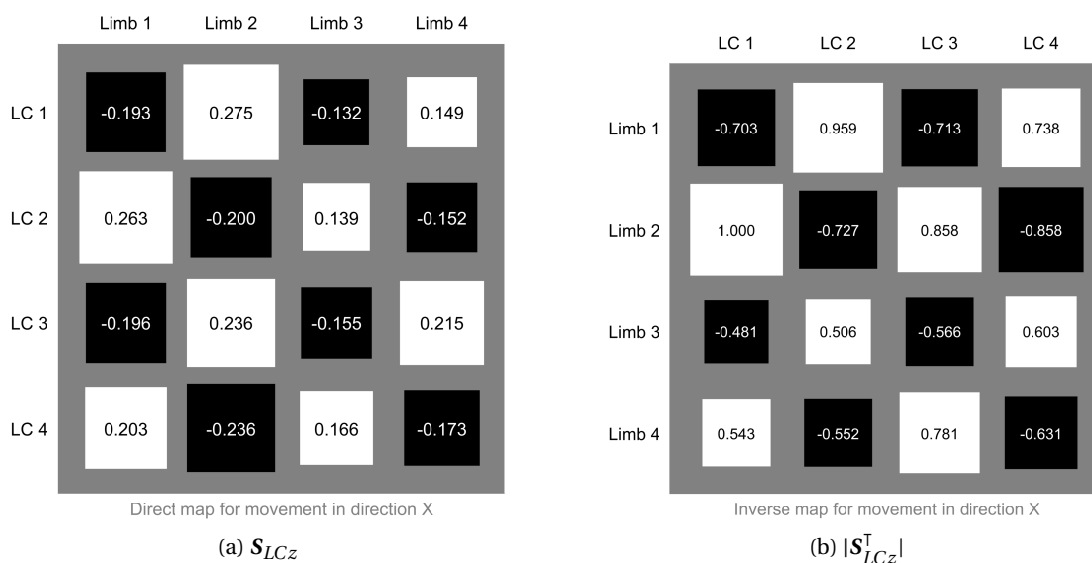 Limb 1 Limb 2 Limb 3 Limb 4
LC 1 -0.193 0.275 -0.132 0.149
LC 2 0.263 -0.200 0.139 -0.152
LC 3 -0.196 0.236 -0.155 0.215
LC 4 0.203 -0.236 0.166 -0.173
Direct map for movement in direction X
(a) S_{LCz}
LC 1 LC 2 LC 3 LC 4
Limb 1 -0.703 0.959 -0.713 0.738
Limb 2 1.000 -0.727 0.858 -0.858
Limb 3 -0.481 0.506 -0.566 0.603
Limb 4 0.543 -0.552 0.781 -0.631
Inverse map for movement in direction X
(b) |S_{LCz}^T|